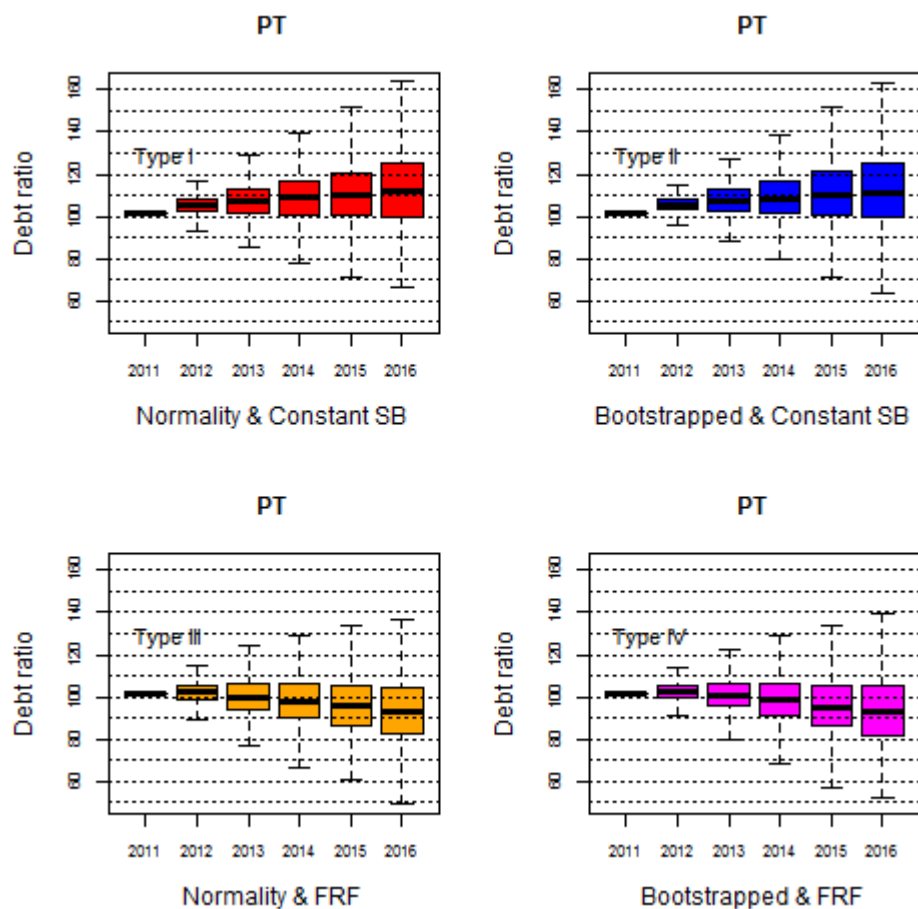 PT
PT
160
140
120
100
80
60
Debt ratio
Type I
2011 2012 2013 2014 2015 2016
Normality & Constant SB
160
140
120
100
80
60
Debt ratio
Type II
2011 2012 2013 2014 2015 2016
Bootstrapped & Constant SB
PT
PT
160
140
120
100
80
60
Debt ratio
Type III
2011 2012 2013 2014 2015 2016
Normality & FRF
160
140
120
100
80
60
Debt ratio
Type IV
2011 2012 2013 2014 2015 2016
Bootstrapped & FRF